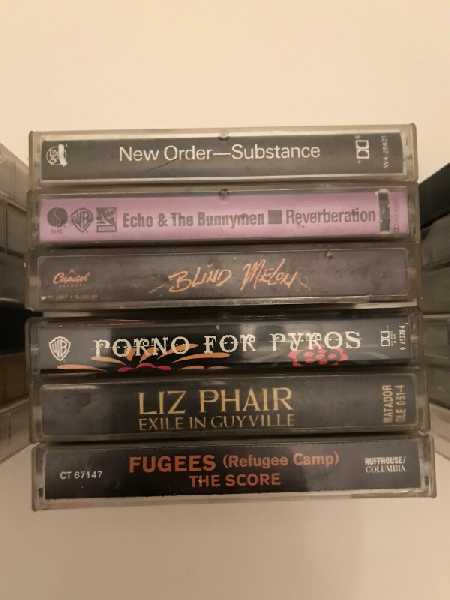 New Order—Substance
Echo & The Bunnymen Reverberation
Capitol
BLIND MELON
WB
PORNO FOR PYROS
LIZ PHAIR
EXILE IN GUYVILLE
MATADOR
OLE 051-4
CT 67147
FUGEES (Refugee Camp)
THE SCORE
RUFFHOUSE/
COLUMBIA